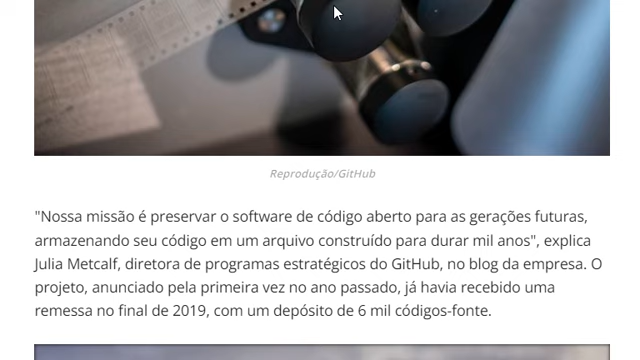 Reprodução/GitHub
"Nossa missão é preservar o software de código aberto para as gerações futuras,
armazenando seu código em um arquivo construído para durar mil anos", explica
Julia Metcalf, diretora de programas estratégicos do GitHub, no blog da empresa. O
projeto, anunciado pela primeira vez no ano passado, já havia recebido uma
remessa no final de 2019, com um depósito de 6 mil códigos-fonte.